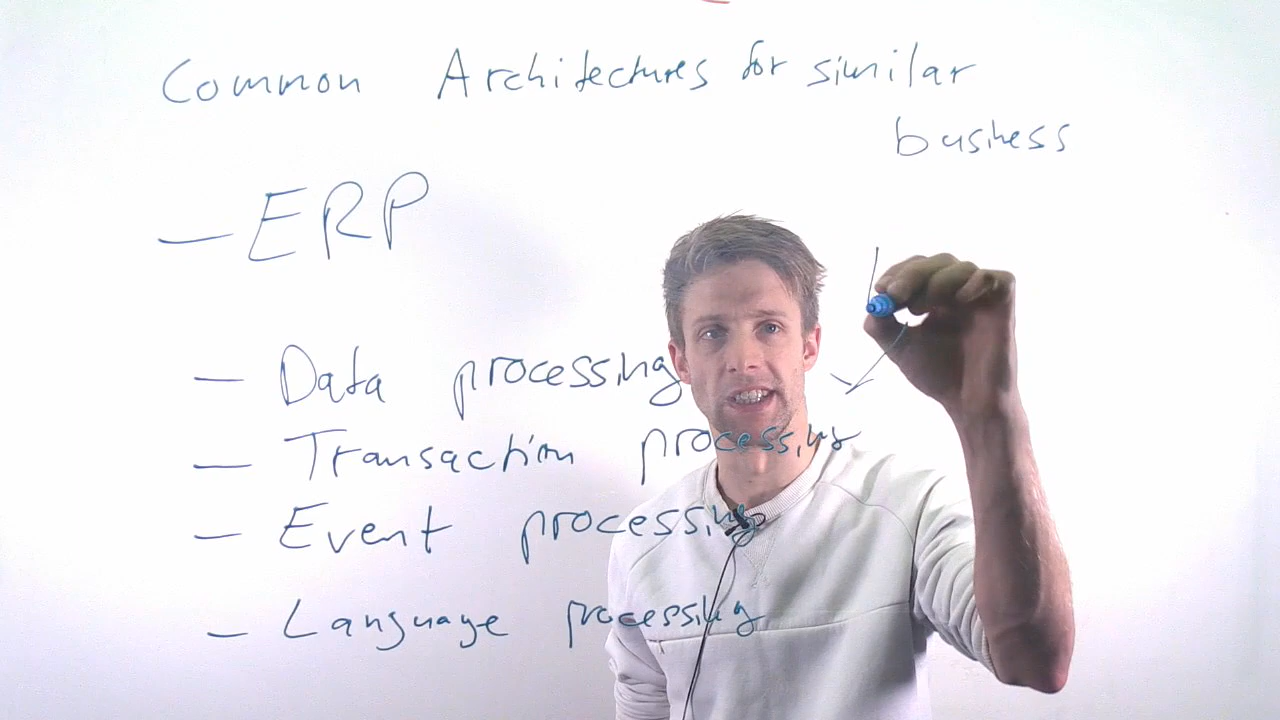 Common Architectures for similar
business
— ERP
— Data processing
— Transaction processing
— Event processing
— Language processing